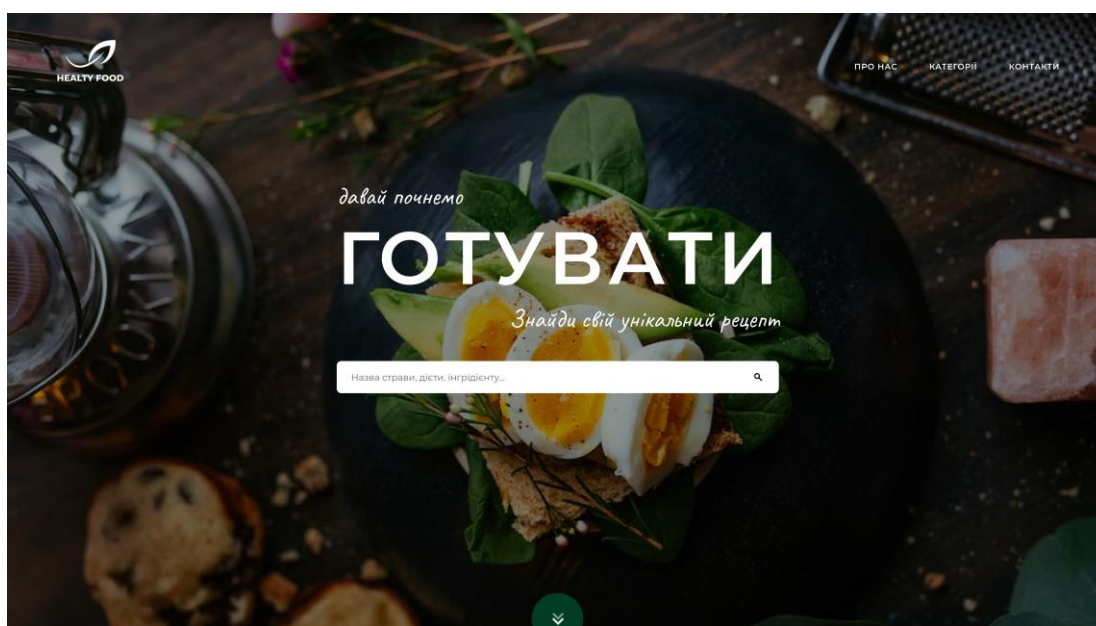 HEALTY FOOD
ПРО НАС КАТЕГОРІЇ КОНТАКТИ
давай почнемо
ГОТУВАТИ
Знайди свій унікальний рецепт
Назва страви, дієти, інгрідієнту...